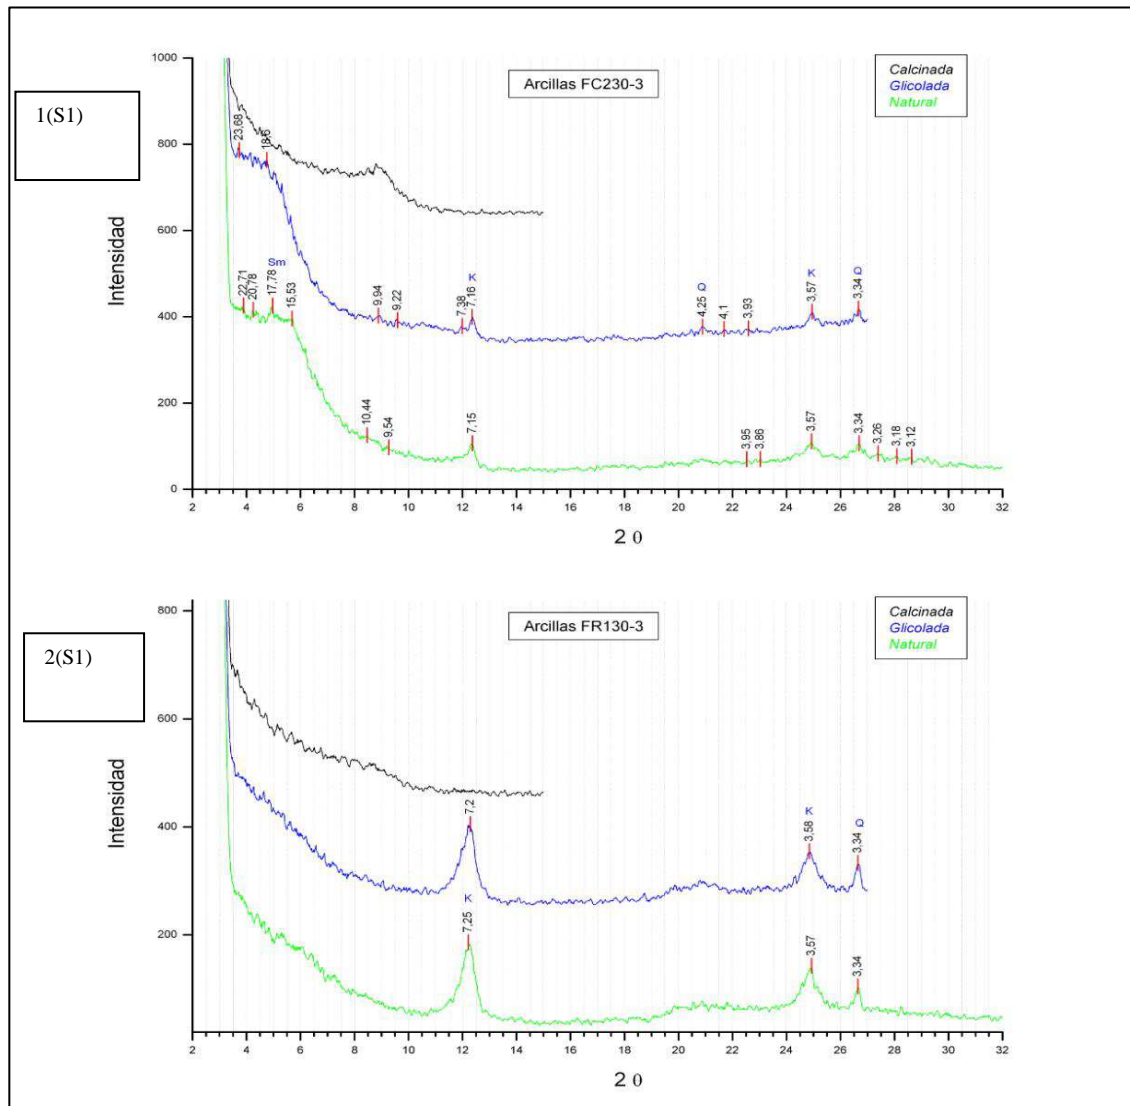 1(S1)
Arcillas FC230-3
Calcinada
Glicolada
Natural
Intensidad
1000
800
600
400
200
0
23,68
18,6
9,94
9,22
7,38
7,16
K
Q
4,25
4,1
3,93
K
3,57
Q
3,34
22,71
20,78
Sm
17,78
15,53
10,44
9,54
7,15
3,95
3,86
3,57
3,34
3,26
3,18
3,12
2 4 6 8 10 12 14 16 18 20 22 24 26 28 30 32
2 θ
2(S1)
Arcillas FR130-3
Calcinada
Glicolada
Natural
Intensidad
800
600
400
200
7,2
K
3,58
Q
3,34
K
7,25
3,57
3,34
2 4 6 8 10 12 14 16 18 20 22 24 26 28 30 32
2 θ